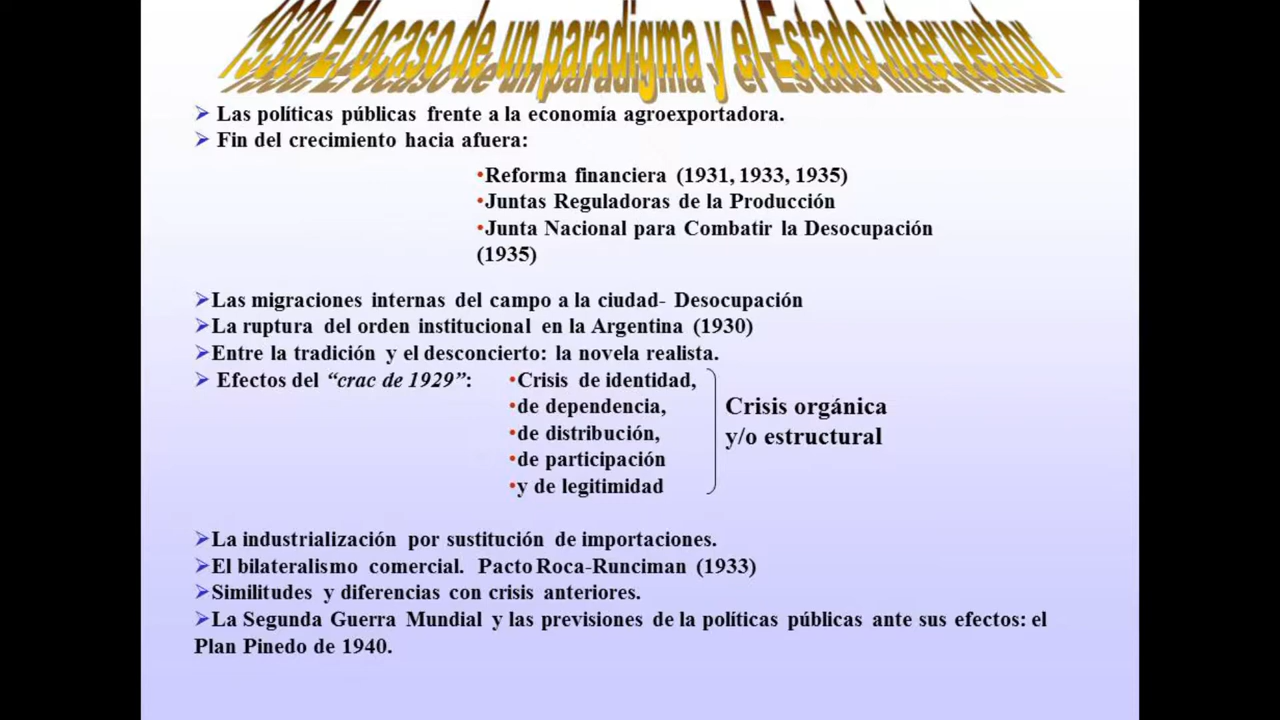 1930: El ocaso de un paradigma y el Estado interventor
Las políticas públicas frente a la economía agroexportadora.
Fin del crecimiento hacia afuera:
•Reforma financiera (1931, 1933, 1935)
•Juntas Reguladoras de la Producción
•Junta Nacional para Combatir la Desocupación
(1935)
Las migraciones internas del campo a la ciudad- Desocupación
La ruptura del orden institucional en la Argentina (1930)
Entre la tradición y el desconcierto: la novela realista.
Efectos del “crac de 1929”:
•Crisis de identidad,
•de dependencia,
•de distribución,
•de participación
•y de legitimidad
Crisis orgánica
y/o estructural
La industrialización por sustitución de importaciones.
El bilateralismo comercial. Pacto Roca-Runciman (1933)
Similitudes y diferencias con crisis anteriores.
La Segunda Guerra Mundial y las previsiones de la políticas públicas ante sus efectos: el
Plan Pinedo de 1940.